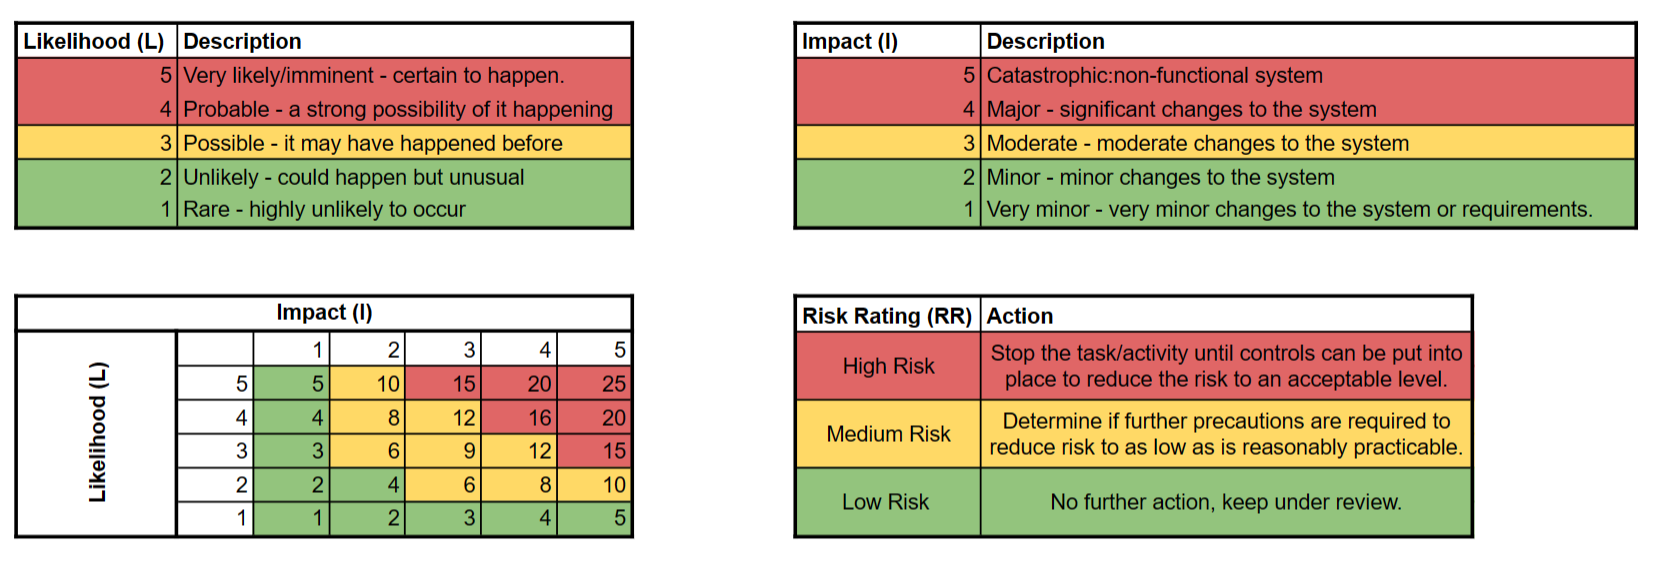 Likelihood (L) Description
5 Very likely/imminent - certain to happen.
4 Probable - a strong possibility of it happening
3 Possible - it may have happened before
2 Unlikely - could happen but unusual
1 Rare - highly unlikely to occur
Impact (I) Description
5 Catastrophic:non-functional system
4 Major - significant changes to the system
3 Moderate - moderate changes to the system
2 Minor - minor changes to the system
1 Very minor - very minor changes to the system or requirements.
Impact (I)
Likelihood (L)
1 2 3 4 5
5 5 10 15 20 25
4 4 8 12 16 20
3 3 6 9 12 15
2 2 4 6 8 10
1 1 2 3 4 5
Risk Rating (RR) Action
High Risk
Stop the task/activity until controls can be put into
place to reduce the risk to an acceptable level.
Medium Risk
Determine if further precautions are required to
reduce risk to as low as is reasonably practicable.
Low Risk
No further action, keep under review.